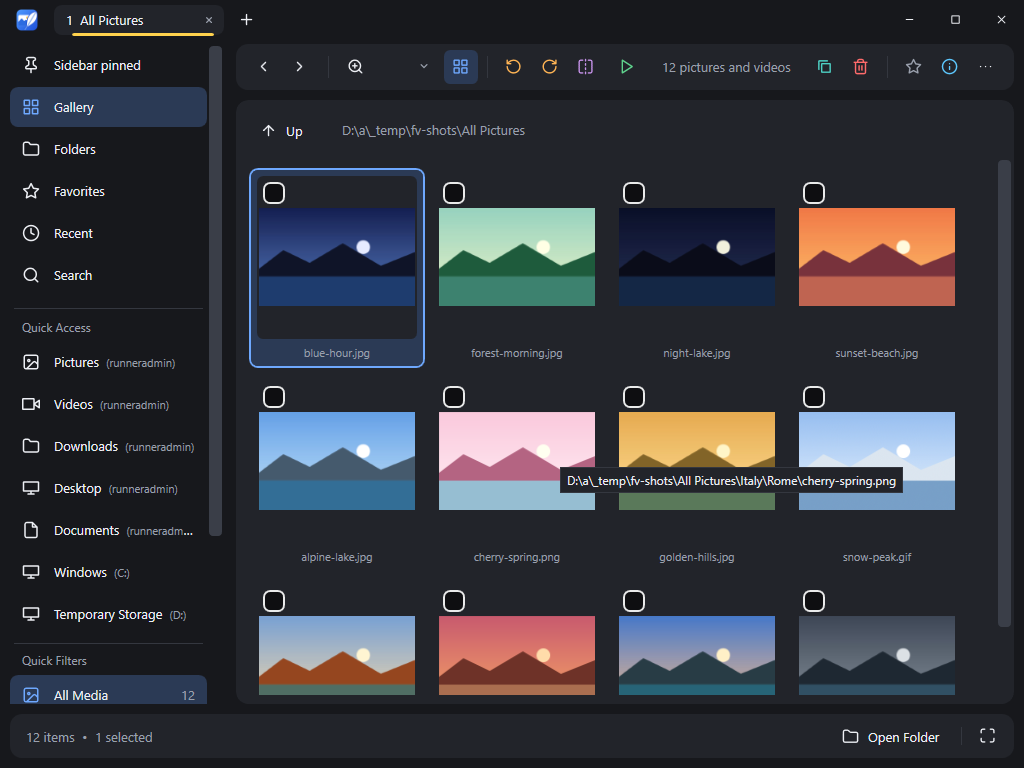 1 All Pictures
Sidebar pinned
Gallery
Folders
Favorites
Recent
Search
Quick Access
Pictures (runneradmin)
Videos (runneradmin)
Downloads (runneradmin)
Desktop (runneradmin)
Documents (runneradm...
Windows (C:)
Temporary Storage (D:)
Quick Filters
All Media 12
12 pictures and videos
Up D:\a\_temp\fv-shots\All Pictures
blue-hour.jpg
forest-morning.jpg
night-lake.jpg
sunset-beach.jpg
D:\a\_temp\fv-shots\All Pictures\Italy\Rome\cherry-spring.png
alpine-lake.jpg
cherry-spring.png
golden-hills.jpg
snow-peak.gif
12 items • 1 selected
Open Folder